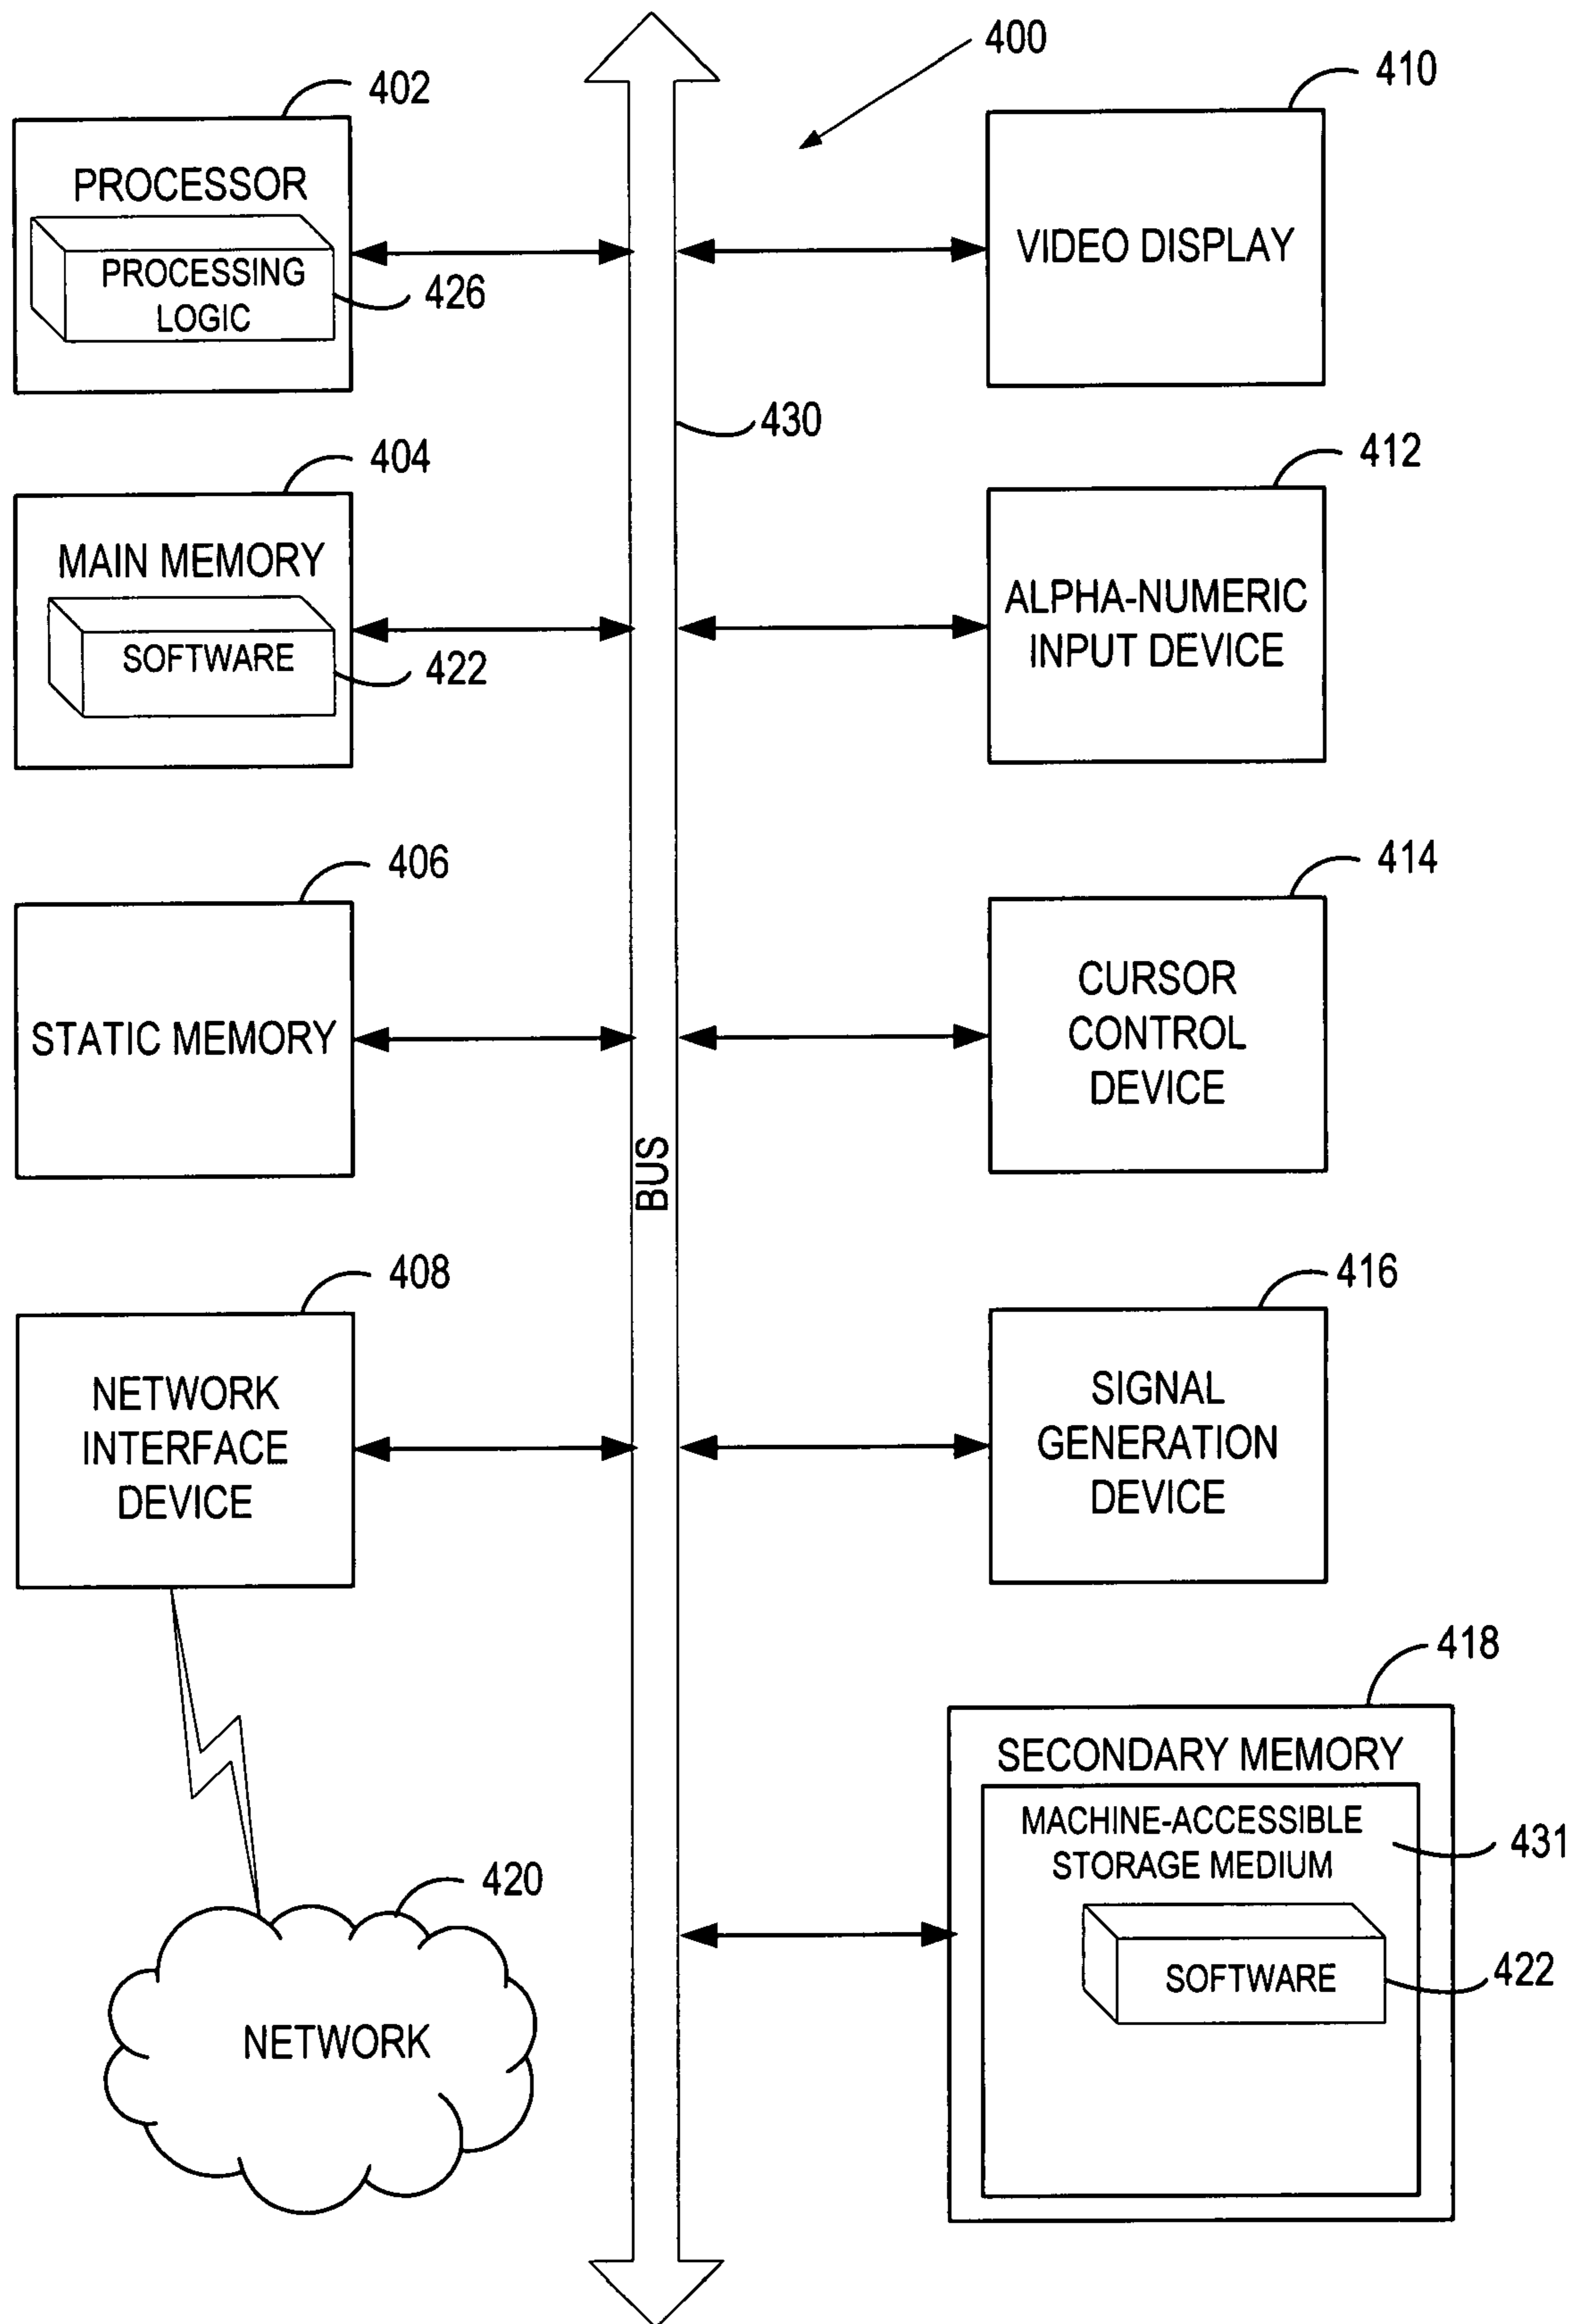 400
402
PROCESSOR
PROCESSING
LOGIC
426
410
VIDEO DISPLAY
430
404
MAIN MEMORY
SOFTWARE
422
412
ALPHA-NUMERIC
INPUT DEVICE
406
STATIC MEMORY
414
CURSOR
CONTROL
DEVICE
BUS
408
NETWORK
INTERFACE
DEVICE
416
SIGNAL
GENERATION
DEVICE
418
SECONDARY MEMORY
MACHINE-ACCESSIBLE
STORAGE MEDIUM
431
SOFTWARE
422
420
NETWORK